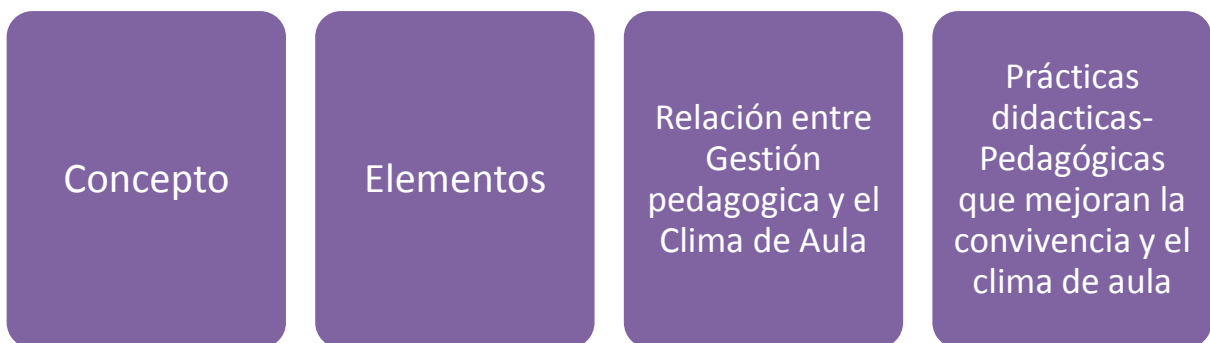 Concepto
Elementos
Relación entre
Gestión
pedagogica y el
Clima de Aula
Prácticas
didacticas-
Pedagógicas
que mejoran la
convivencia y el
clima de aula